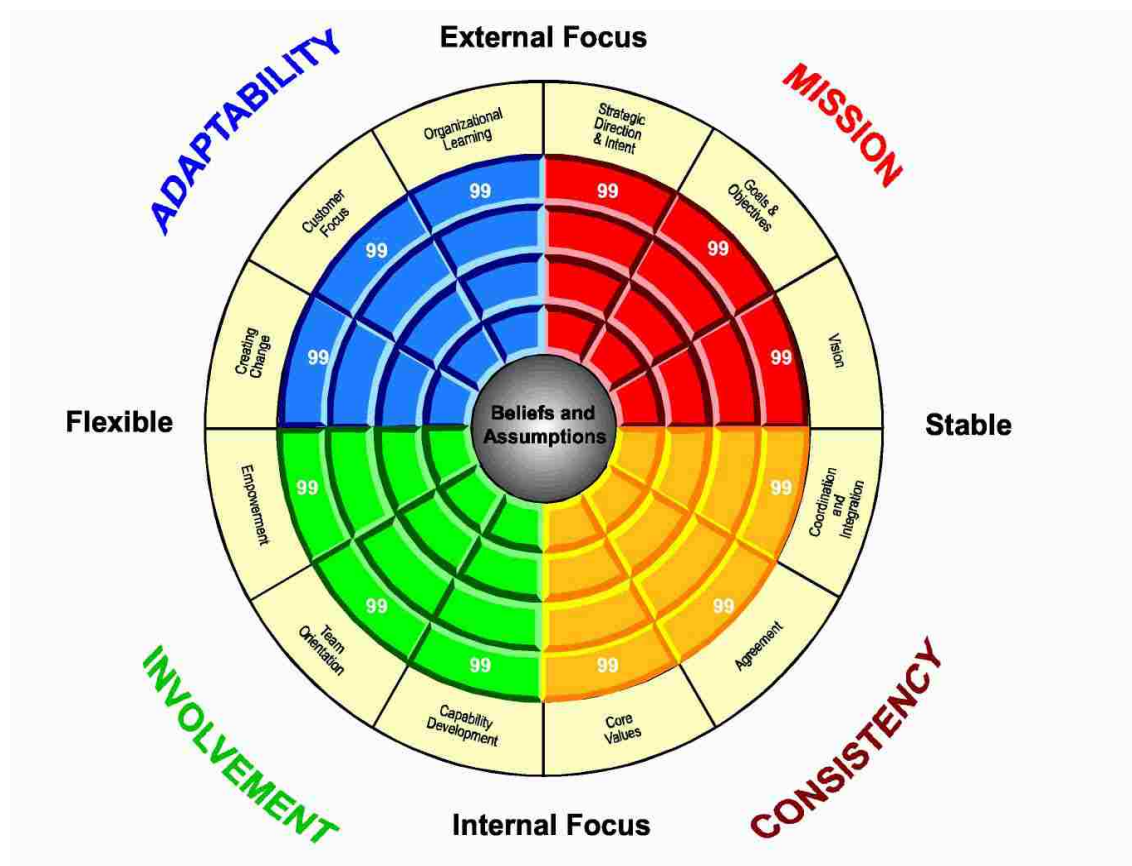 External Focus
ADAPTABILITY
MISSION
Organizational
Learning
Strategic
Direction
& Intent
Customer
Focus
Goals &
Objectives
Creating
Change
Vision
99
99
99
99
99
99
Flexible
Beliefs and
Assumptions
Stable
99
99
99
99
99
99
Empowerment
Coordination
and
Integration
Team
Orientation
Agreement
Capability
Development
Core
Values
INVOLVEMENT
CONSISTENCY
Internal Focus